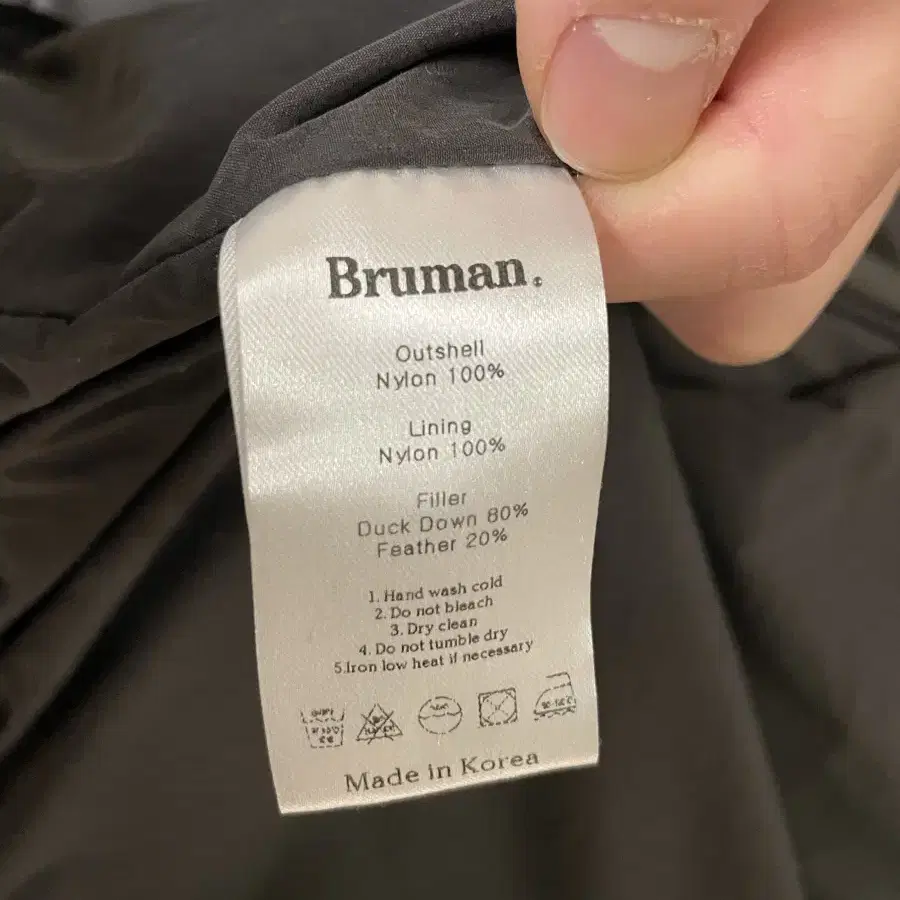 Bruman.
Outshell
Nylon 100%
Lining
Nylon 100%
Filler
Duck Down 80%
Feather 20%
1. Hand wash cold
2. Do not bleach
3. Dry clean
4. Do not tumble dry
5.Iron low heat if necessary
Made in Korea